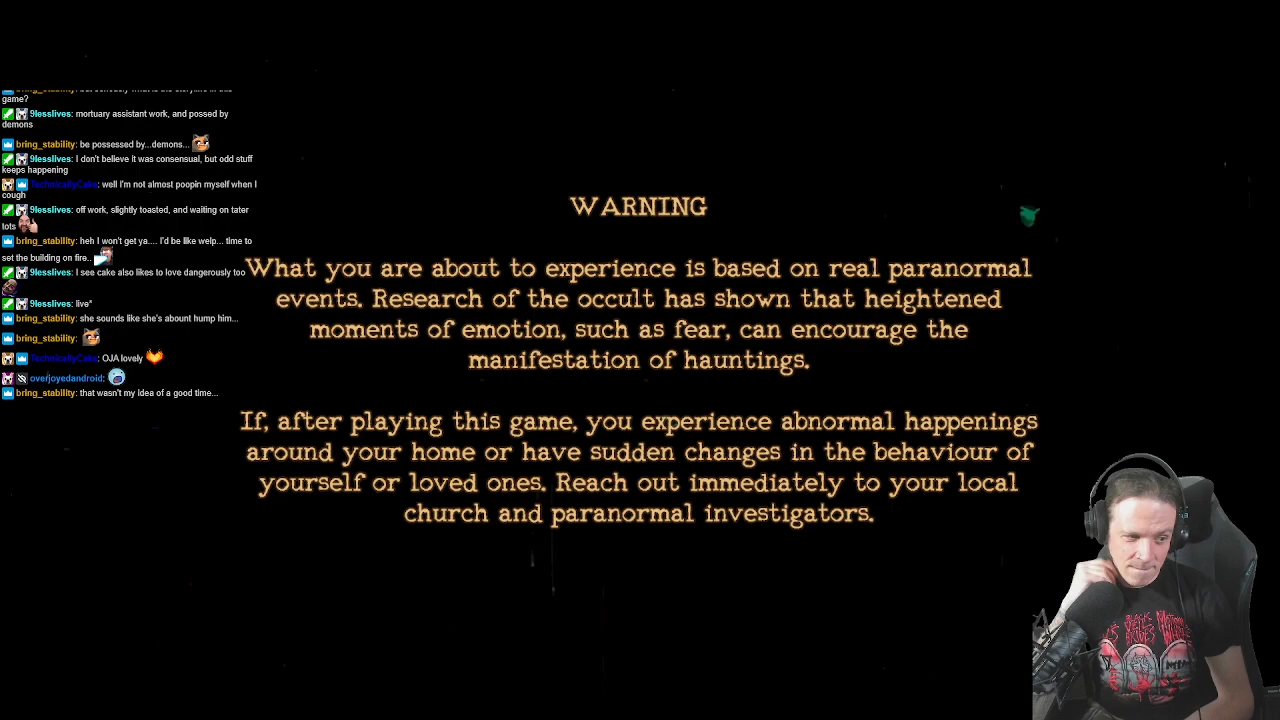 game?
9lesslives: mortuary assistant work, and possed by
demons
bring_stability: be possessed by...demons...
9lesslives: I don't believe it was consensual, but odd stuff
keeps happening
TechnicallyCake: well I'm not almost poopin myself when I
cough
9lesslives: off work, slightly toasted, and waiting on tater
tots
bring_stability: heh I won't get ya.... I'd be like welp... time to
set the building on fire..
9lesslives: I see cake also likes to love dangerously too
9lesslives: live*
bring_stability: she sounds like she's abount hump him...
bring_stability:
TechnicallyCake: OJA lovely
overjoyedandroid:
bring_stability: that wasn't my idea of a good time...
WARNING
What you are about to experience is based on real paranormal
events. Research of the occult has shown that heightened
moments of emotion, such as fear, can encourage the
manifestation of hauntings.
If, after playing this game, you experience abnormal happenings
around your home or have sudden changes in the behaviour of
yourself or loved ones. Reach out immediately to your local
church and paranormal investigators.